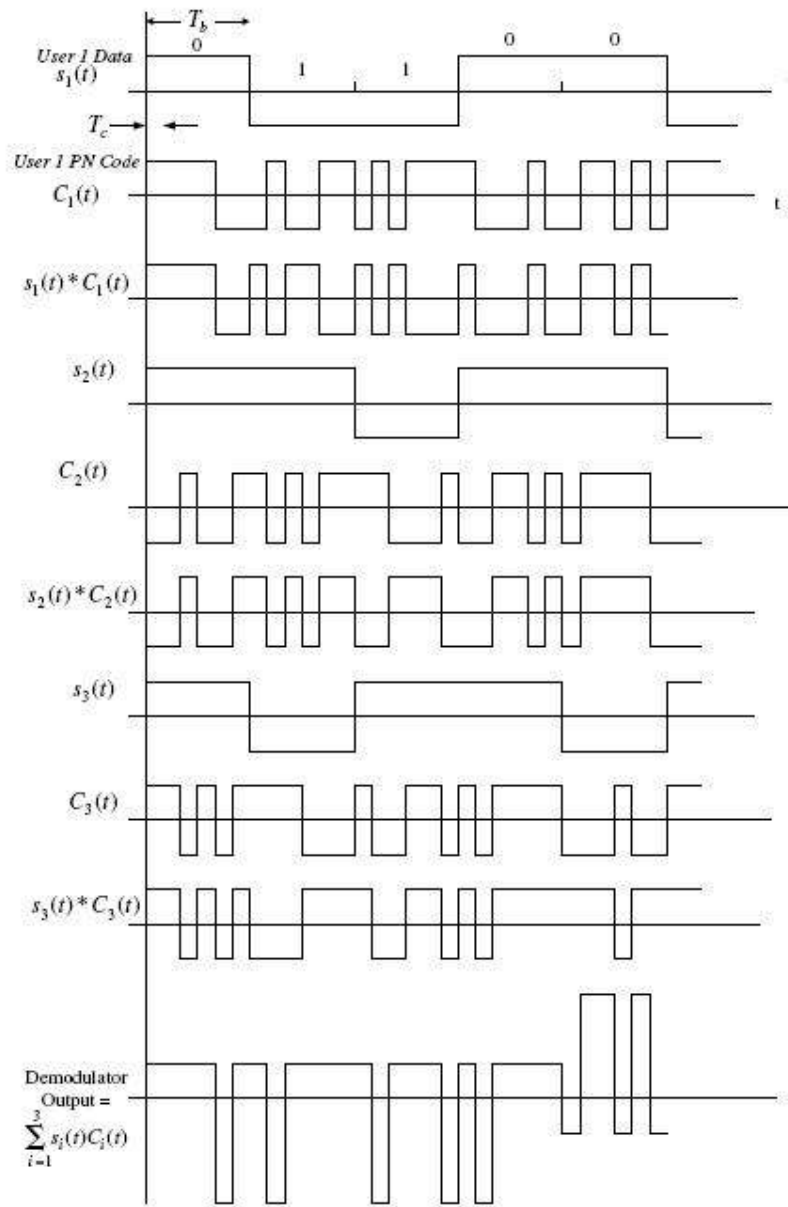 T_b
0
User 1 Data
s_1(t)
1 1 0 0
T_c
User 1 PN Code
C_1(t)
t
s_1(t)*C_1(t)
s_2(t)
C_2(t)
s_2(t)*C_2(t)
s_3(t)
C_3(t)
s_3(t)*C_3(t)
Demodulator
Output =
3
∑ s_i(t)C_i(t)
i=1